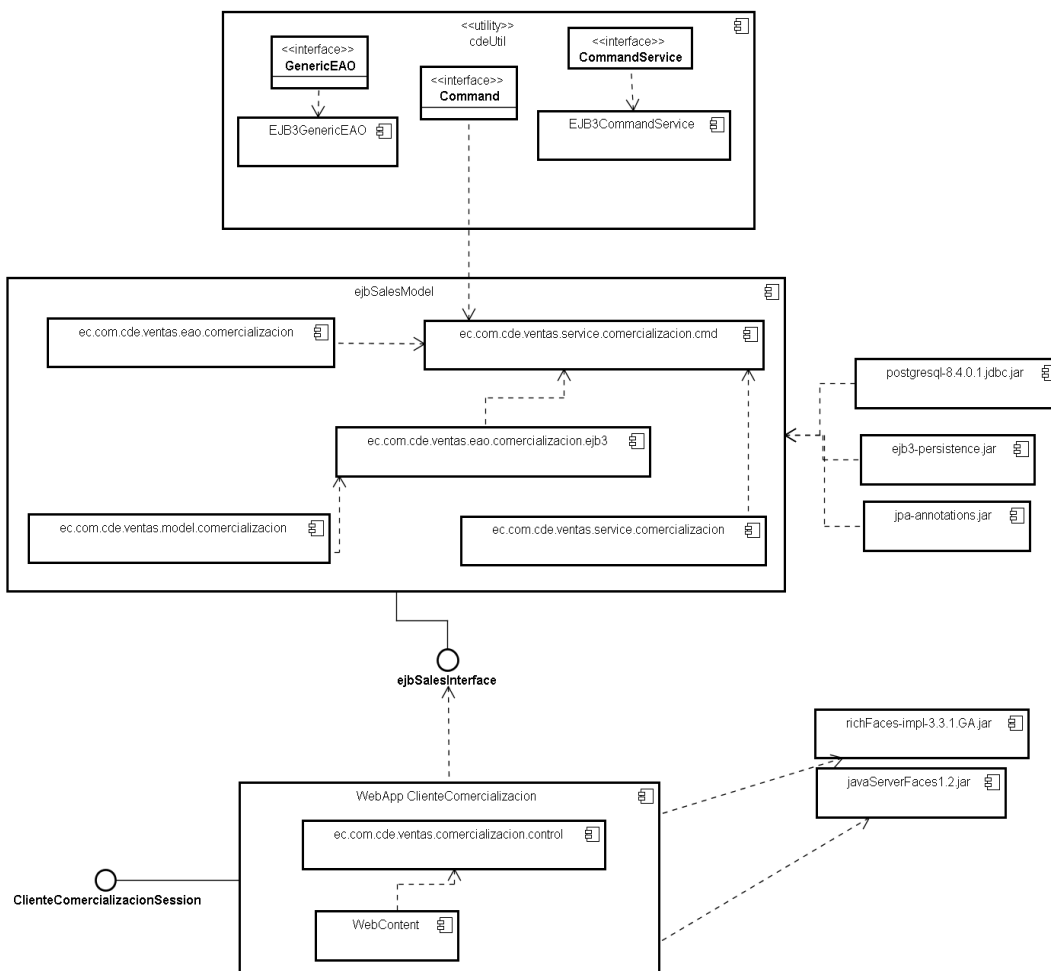 <<utility>>
cdeUtil
<<interface>>
GenericEAO
<<interface>>
Command
<<interface>>
CommandService
EJB3GenericEAO
EJB3CommandService
ejbSalesModel
ec.com.cde.ventas.eao.comercializacion
ec.com.cde.ventas.service.comercializacion.cmd
ec.com.cde.ventas.eao.comercializacion.ejb3
ec.com.cde.ventas.model.comercializacion
ec.com.cde.ventas.service.comercializacion
postgresql-8.4.0.1.jdbc.jar
ejb3-persistence.jar
jpa-annotations.jar
ejbSalesInterface
richFaces-impl-3.3.1.GA.jar
javaServerFaces1.2.jar
WebApp ClienteComercializacion
ec.com.cde.ventas.comercializacion.control
WebContent
ClienteComercializacionSession